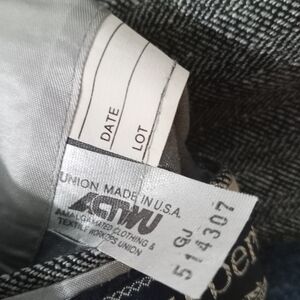 DATE
LOT
UNION MADE IN U.S.A.
ACTWU
AMALGAMATED CLOTHING &
TEXTILE WORKERS UNION
GJ
514307